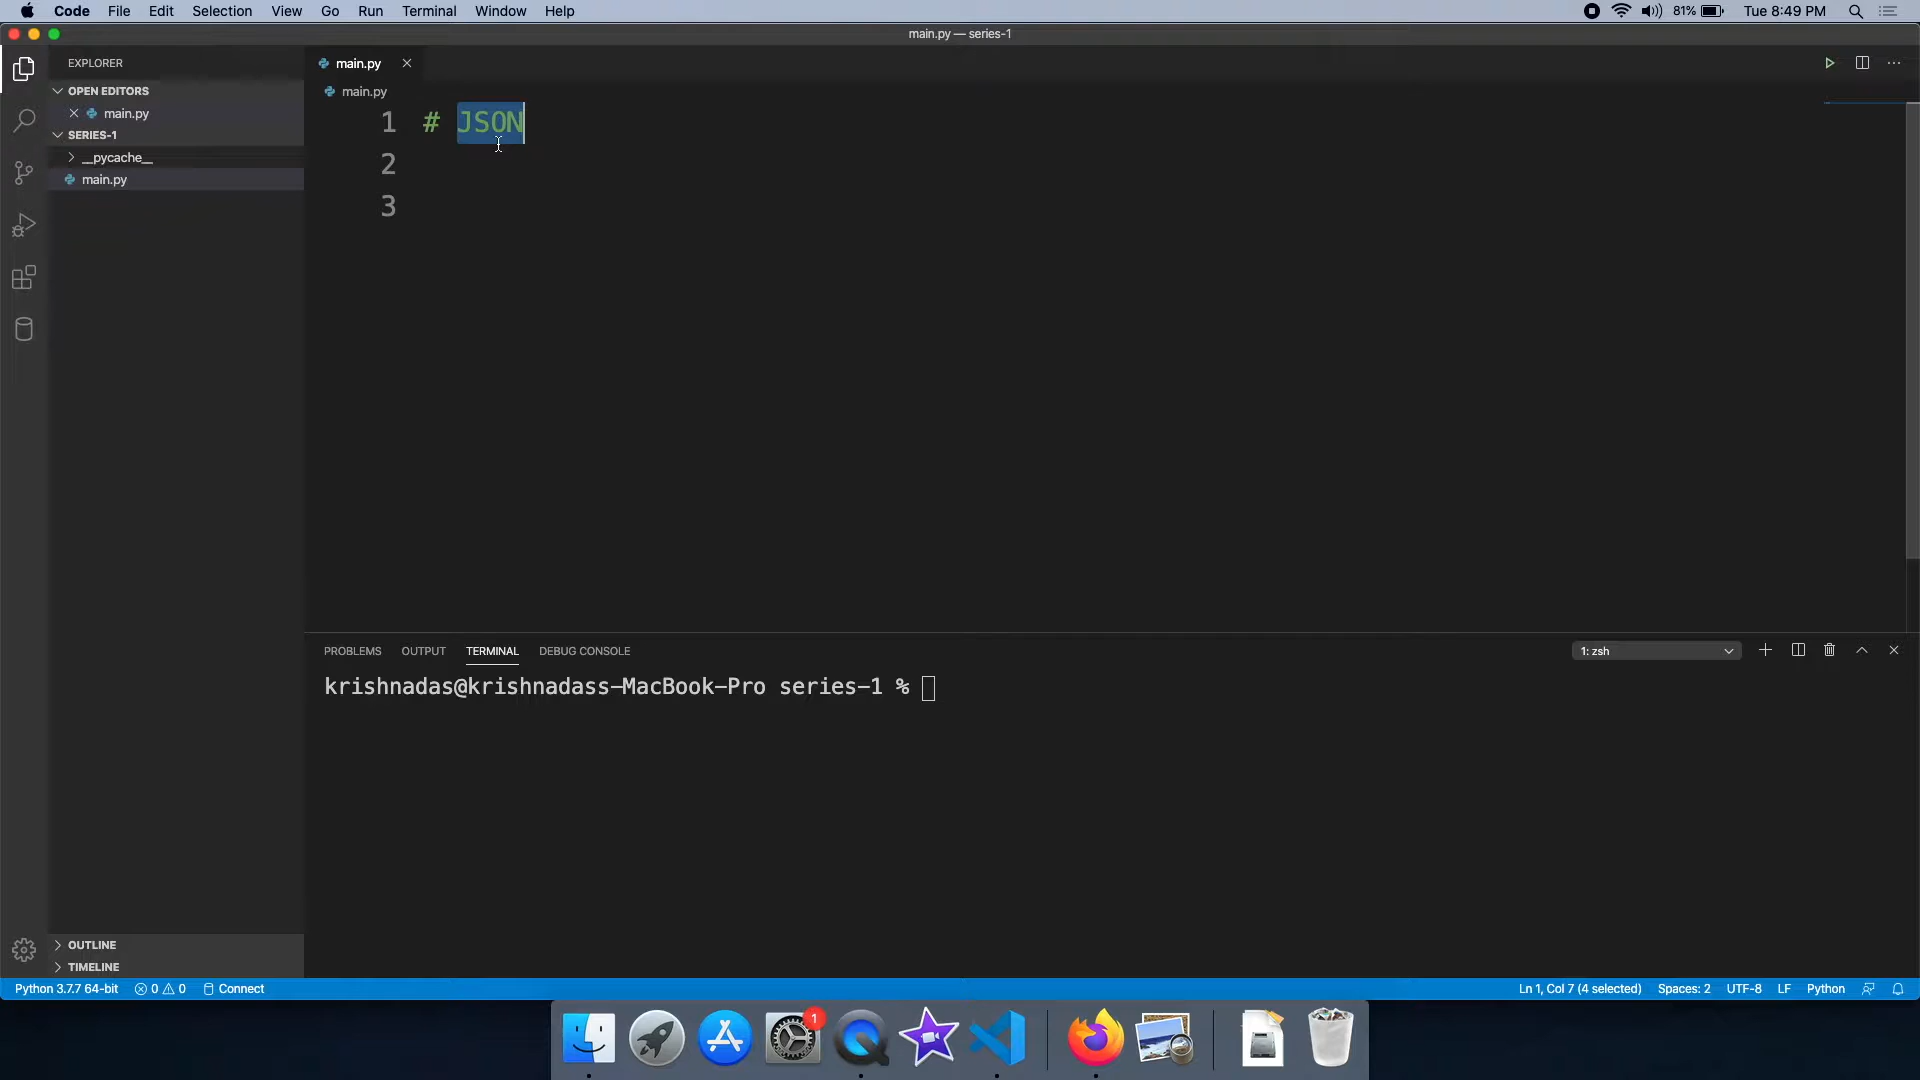 Code File Edit Selection View Go Run Terminal Window Help 81% Tue 8:49 PM
main.py — series-1
EXPLORER
main.py
OPEN EDITORS
main.py
main.py
SERIES-1
__pycache__
main.py
1 # JSON
2
3
PROBLEMS OUTPUT TERMINAL DEBUG CONSOLE 1: zsh
krishnadas@krishnadass-MacBook-Pro series-1 %
OUTLINE
TIMELINE
Python 3.7.7 64-bit 0 0 Connect Ln 1, Col 7 (4 selected) Spaces: 2 UTF-8 LF Python
1